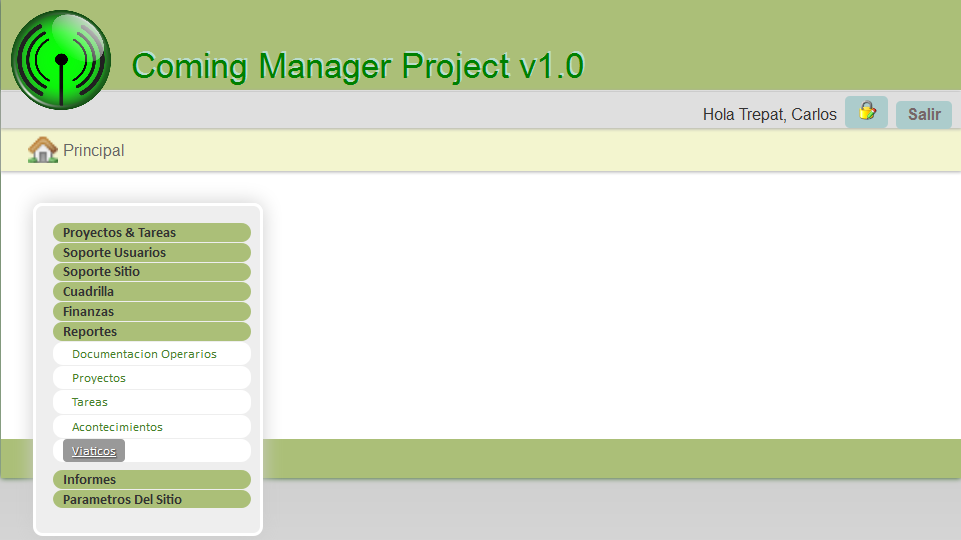 Coming Manager Project v1.0
Hola Trepat, Carlos Salir
Principal
Proyectos & Tareas
Soporte Usuarios
Soporte Sitio
Cuadrilla
Finanzas
Reportes
Documentacion Operarios
Proyectos
Tareas
Acontecimientos
Viaticos
Informes
Parametros Del Sitio